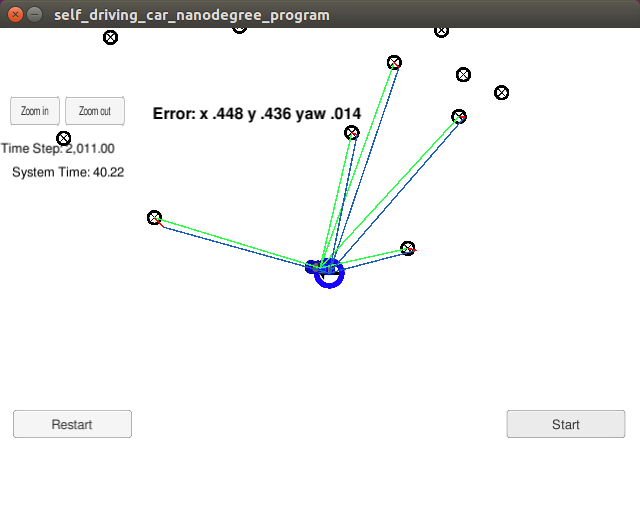 self_driving_car_nanodegree_program
Zoom in
Zoom out
Error: x .448 y .436 yaw .014
Time Step: 2,011.00
System Time: 40.22
Restart
Start